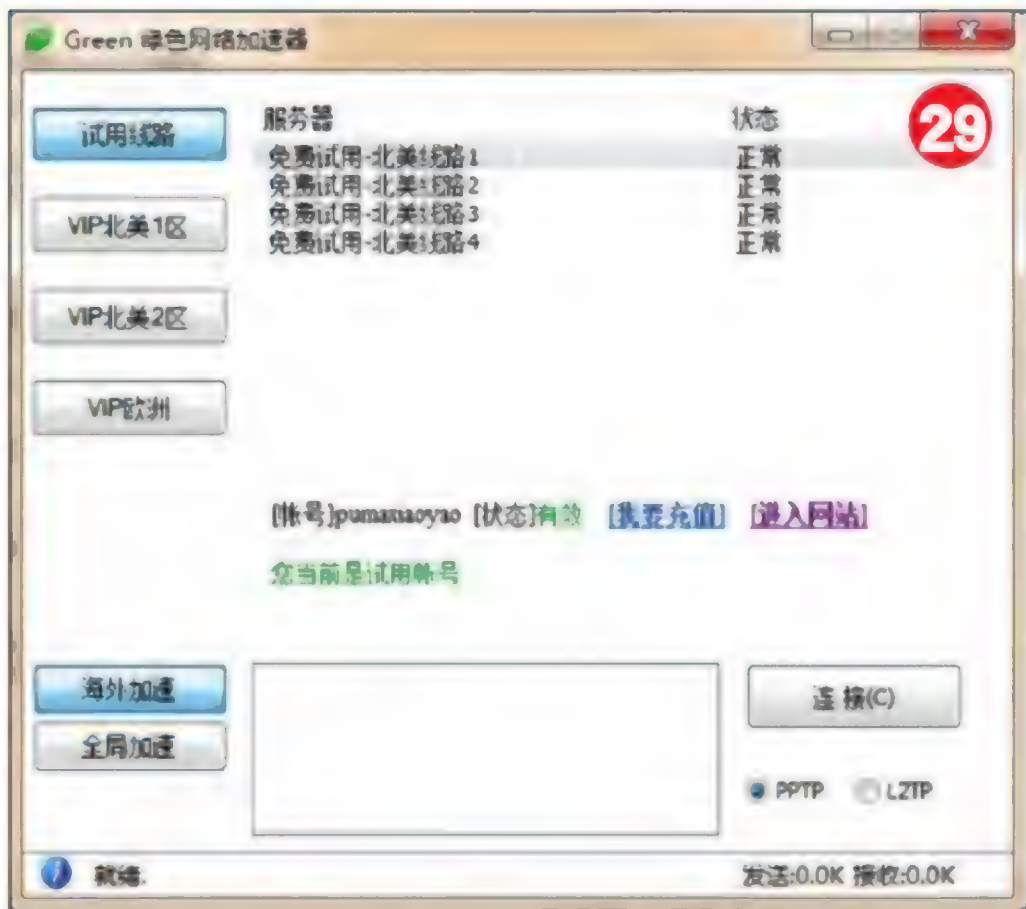 Green 绿色网络加速器
29
试用线路
服务器 状态
免费试用-北美线路1 正常
免费试用-北美线路2 正常
免费试用-北美线路3 正常
免费试用-北美线路4 正常
VIP北美1区
VIP北美2区
VIP欧洲
[帐号] [状态]有效 [我要充值] [进入网站]
您当前是试用帐号
海外加速
全局加速
连 接(C)
PPTP L2TP
就绪.
发送:0.0K 接收:0.0K